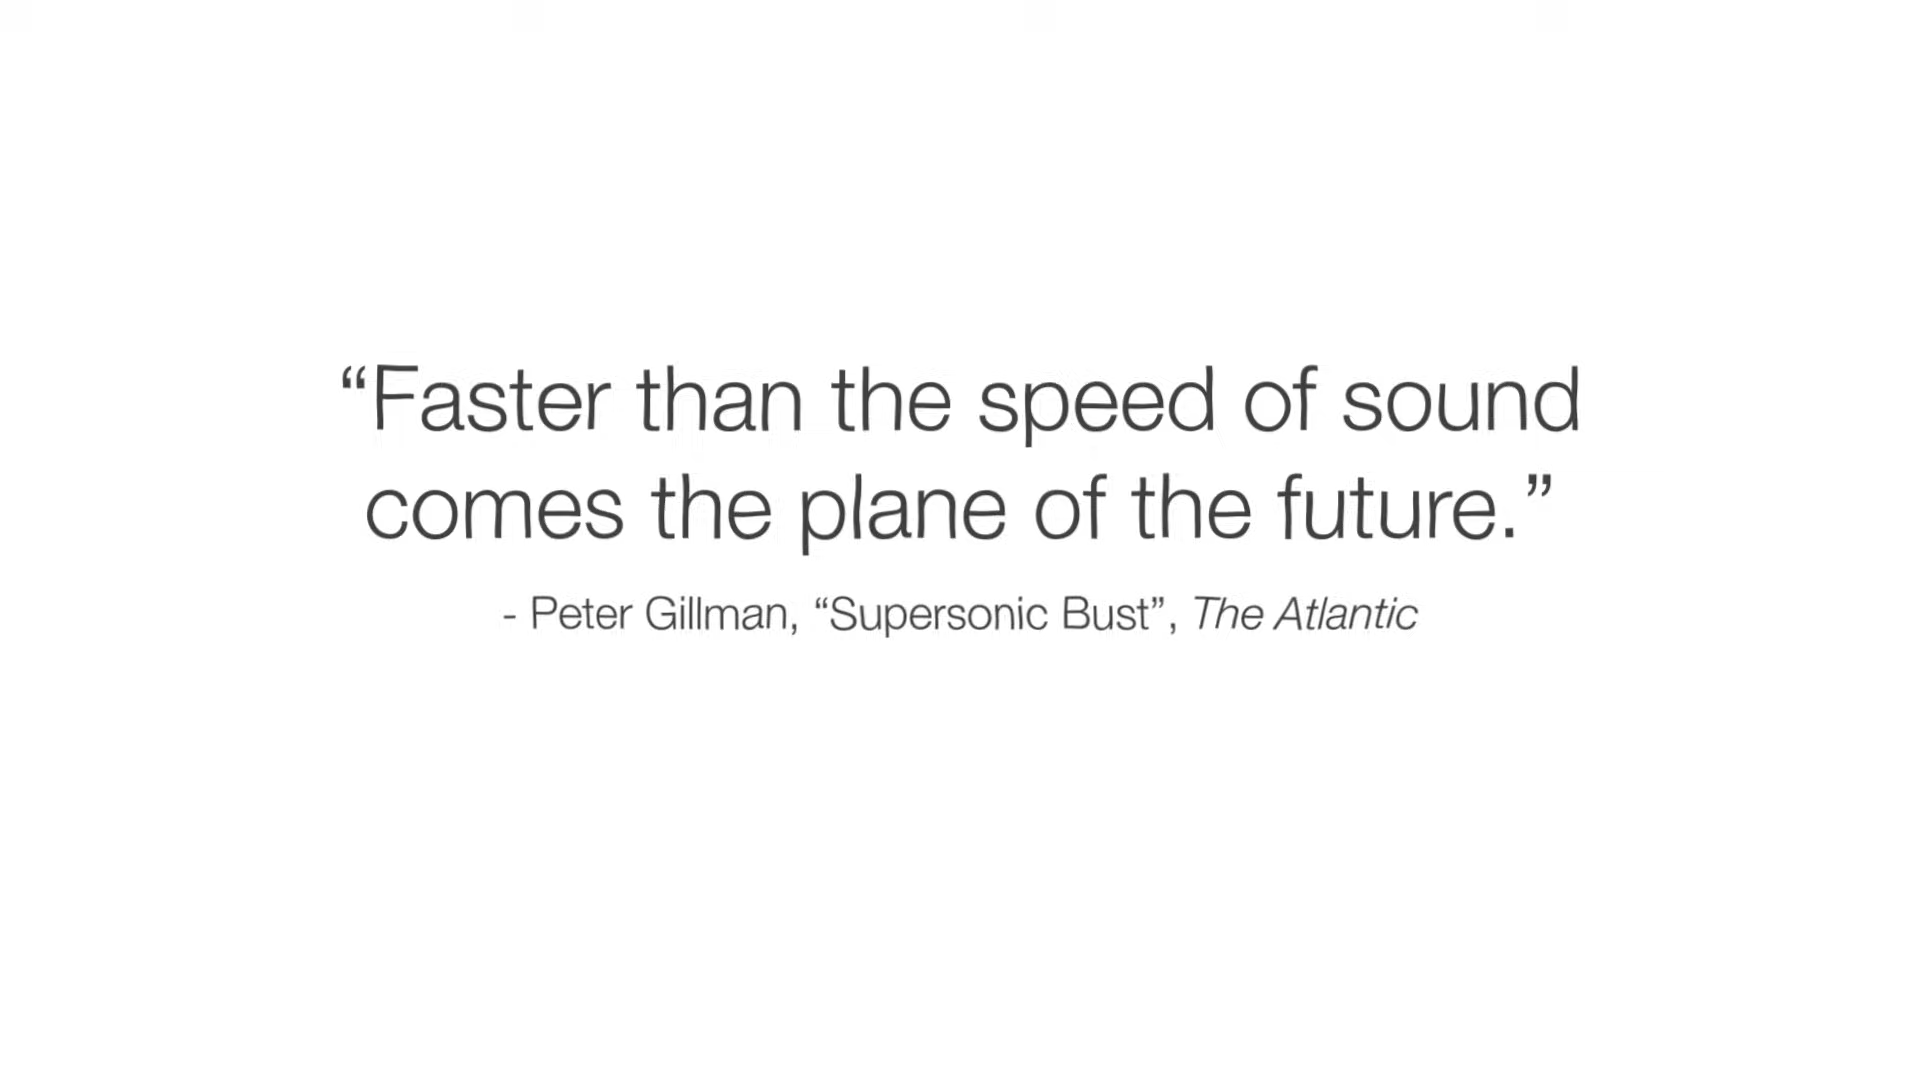 “Faster than the speed of sound
comes the plane of the future.”
- Peter Gillman, “Supersonic Bust”, The Atlantic